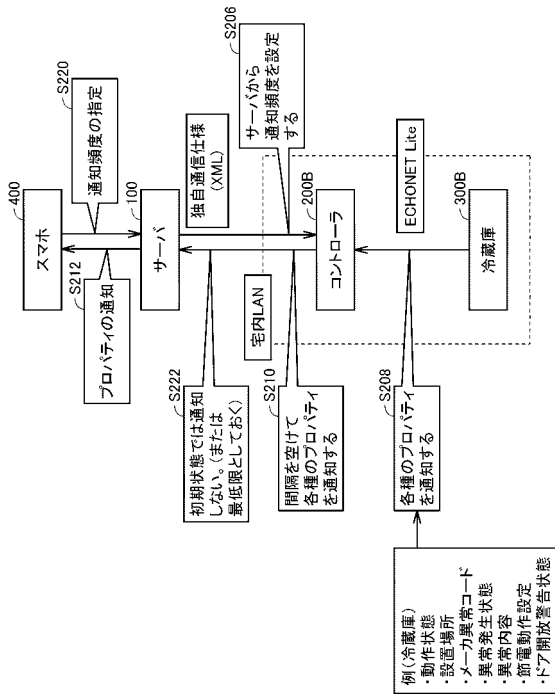 400
スマホ
S220
通知頻度の指定
S212
プロパティの通知
100
サーバ
独自通信仕様
(XML)
S206
サーバから
通知頻度を設定
する
S222
初期状態では通知
しない。(または
最低限としておく)
宅内LAN
S210
間隔を空けて
各種のプロパティ
を通知する
200B
コントローラ
ECHONET Lite
S208
各種のプロパティ
を通知する
300B
冷蔵庫
例(冷蔵庫)
・動作状態
・設置場所
・メーカ異常コード
・異常発生状態
・異常内容
・節電動作設定
・ドア開放警告状態